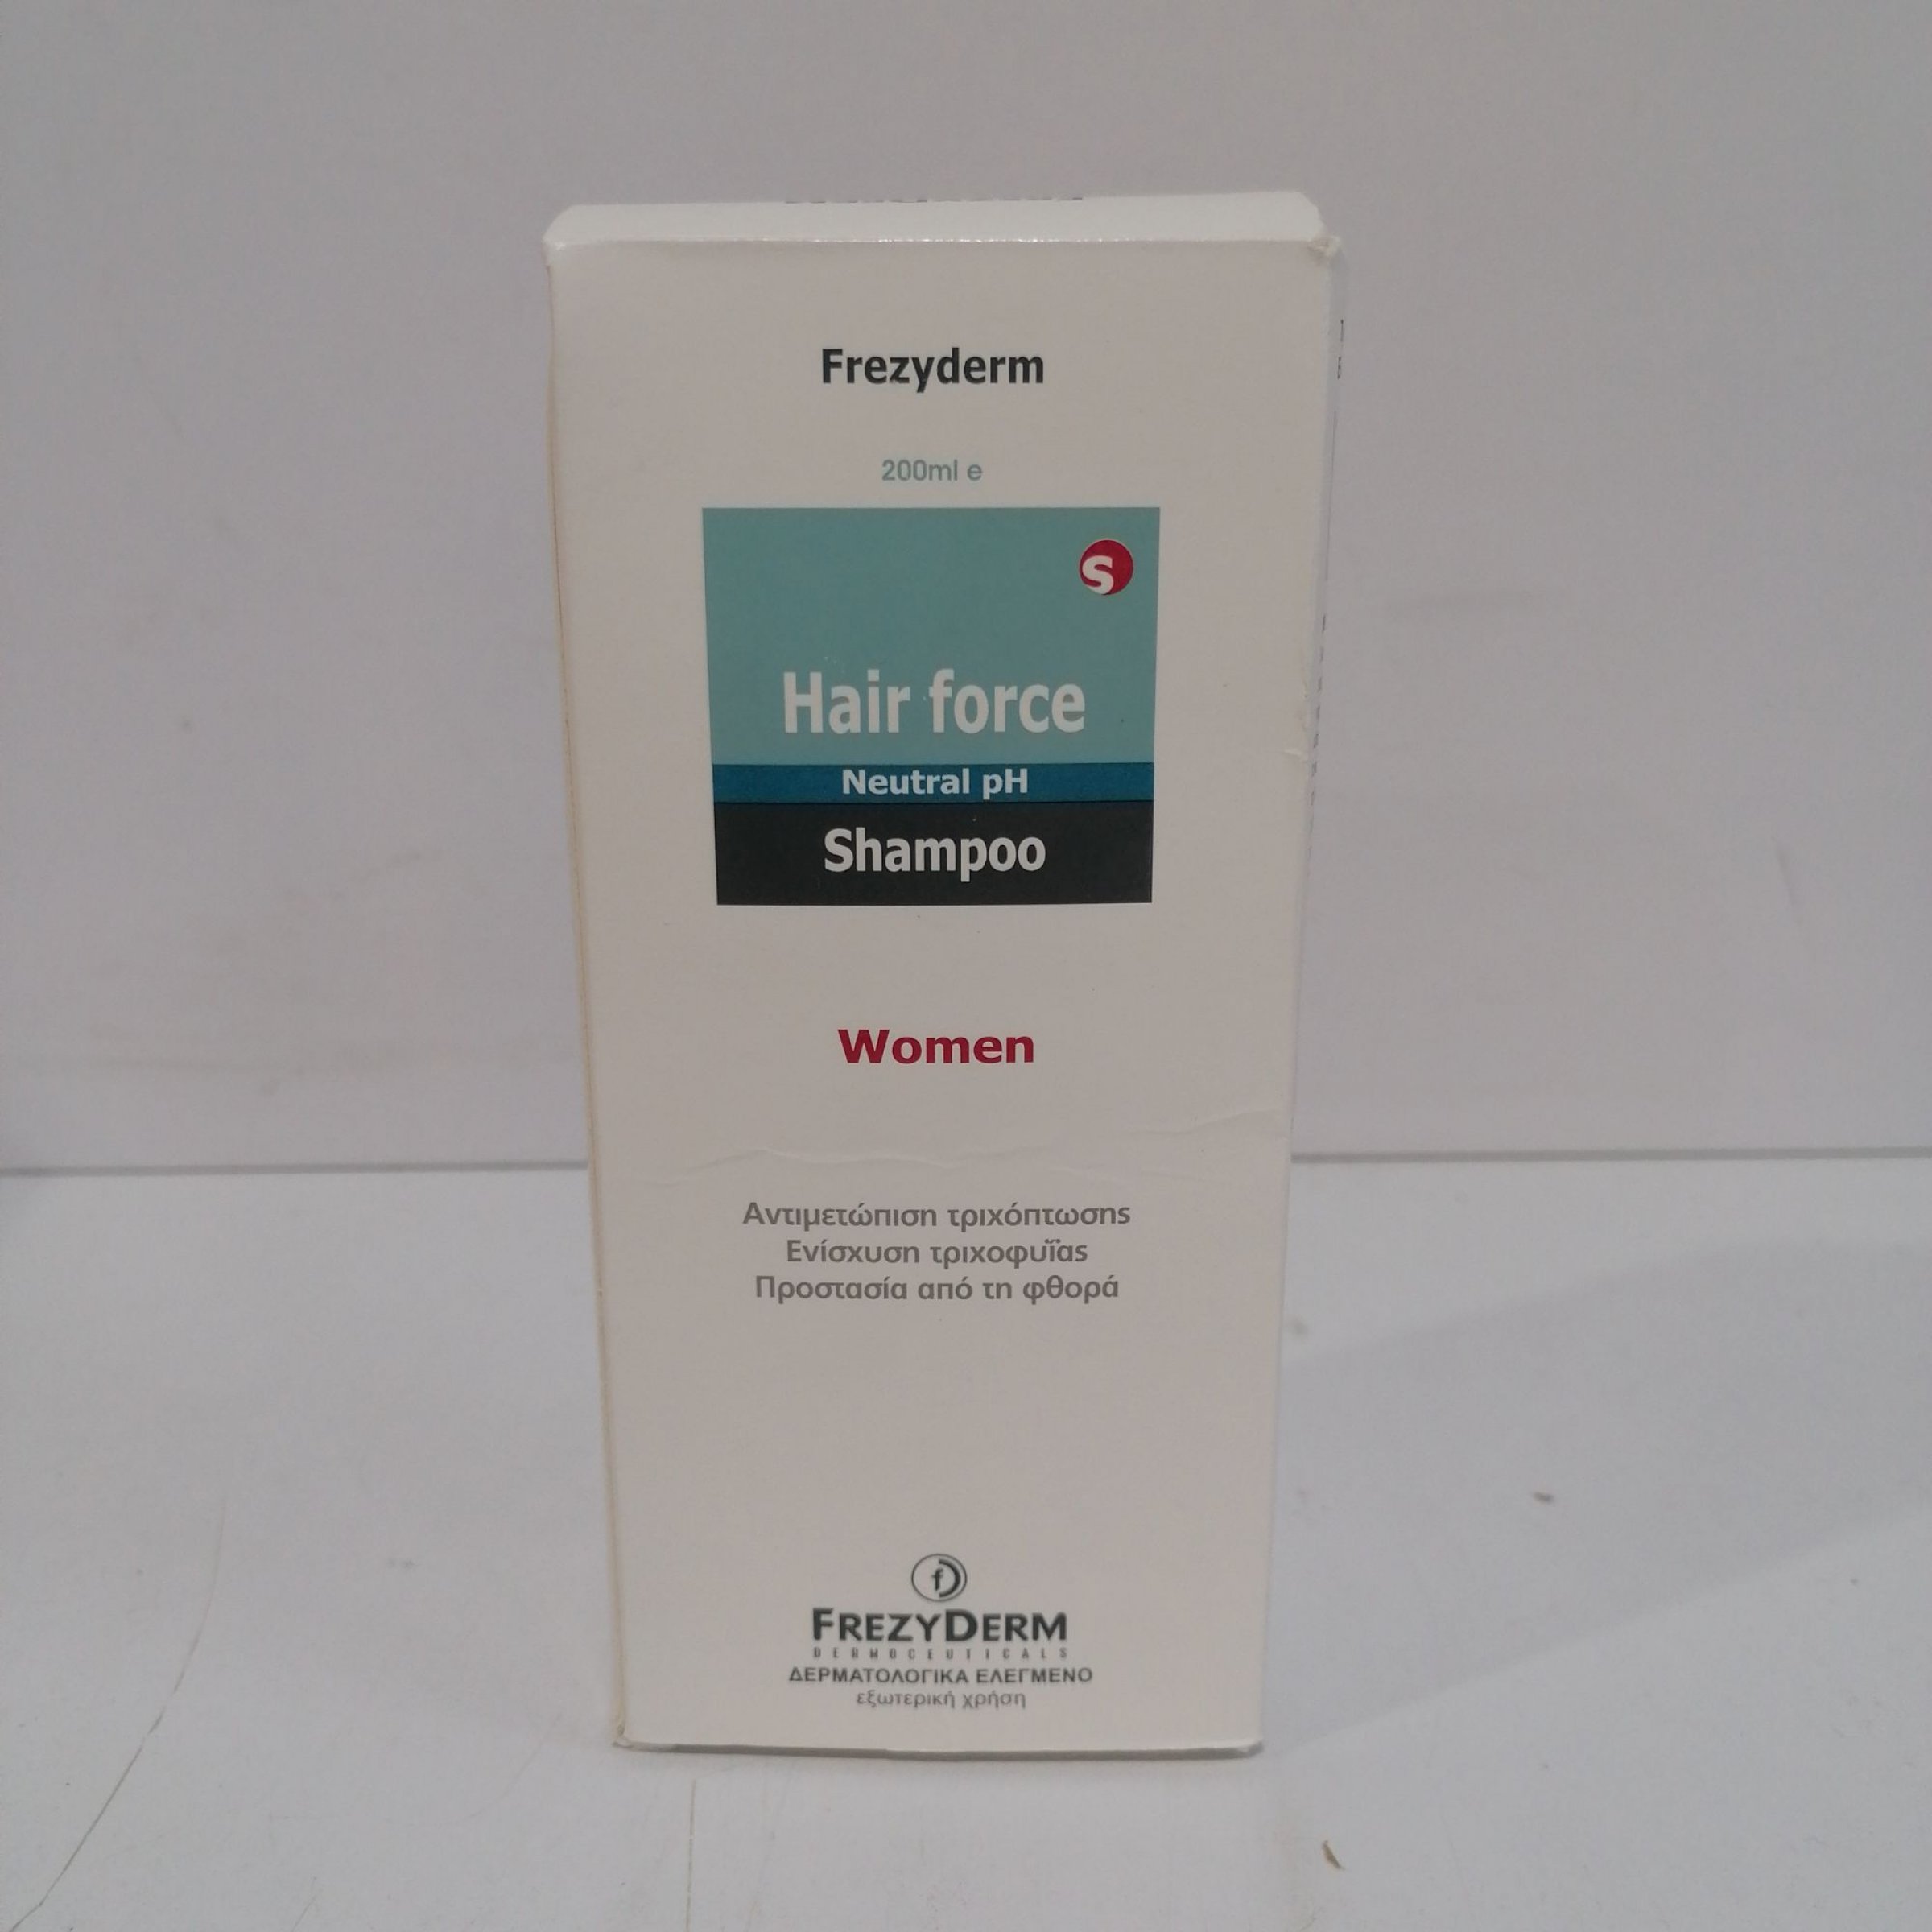 Frezyderm
200ml e
S
Hair force
Neutral pH
Shampoo
Women
Αντιμετώπιση τριχόπτωσης
Ενίσχυση τριχοφυΐας
Προστασία από τη φθορά
f
FREZYDERM
DERMOCEUTICALS
ΔΕΡΜΑΤΟΛΟΓΙΚΑ ΕΛΕΓΜΕΝΟ
εξωτερική χρήση